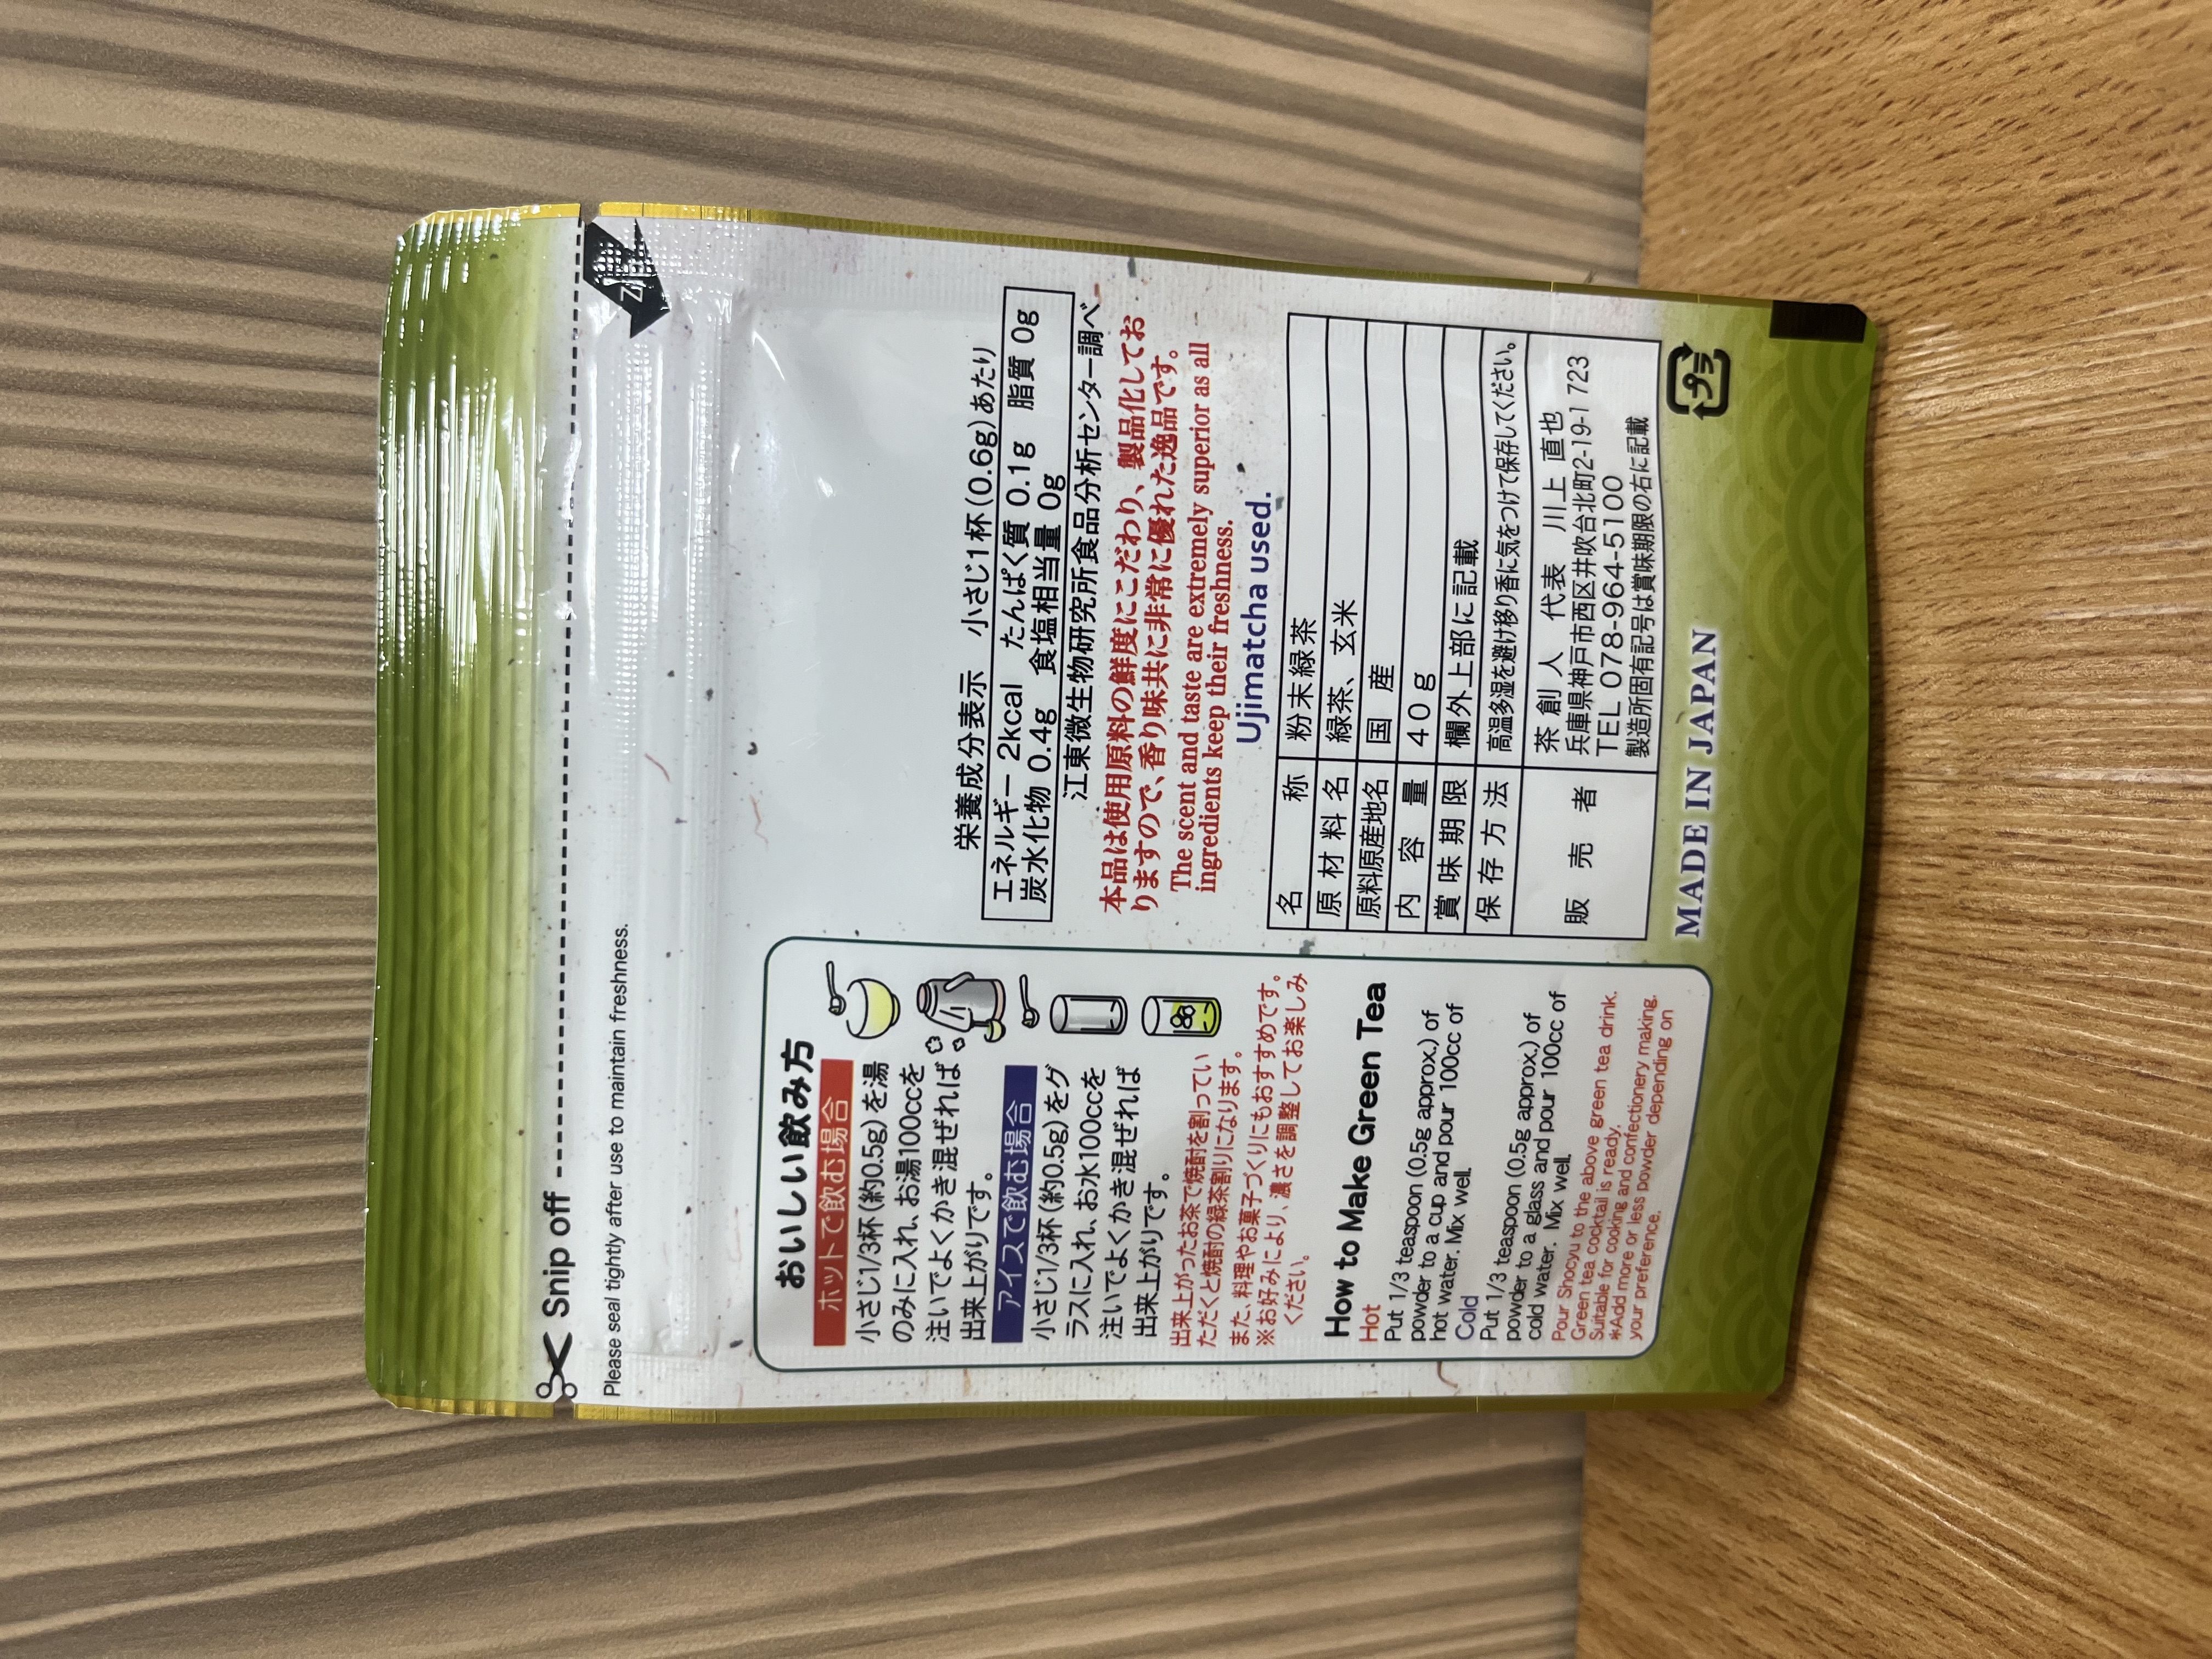 Snip off
Please seal tightly after use to maintain freshness.
おいしい飲み方
ホットで飲む場合
小さじ1/3杯(約0.5g)を湯
のみに入れ、お湯100ccを
注いでよくかき混ぜれば
出来上がりです。
アイスで飲む場合
小さじ1/3杯(約0.5g)をグ
ラスに入れ、お水100ccを
注いでよくかき混ぜれば
出来上がりです。
出来上がったお茶で焼酎を割ってい
ただくと焼酎の緑茶割りになります。
また、料理やお菓子づくりにもおすすめです。
※お好みにより、濃さを調整してお楽しみ
ください。
How to Make Green Tea
Hot
Put 1/3 teaspoon (0.5g approx.) of
powder to a cup and pour 100cc of
hot water. Mix well.
Cold
Put 1/3 teaspoon (0.5g approx.) of
powder to a glass and pour 100cc of
cold water. Mix well.
Pour Shocyu to the above green tea drink.
Green tea cocktail is ready.
Suitable for cooking and confectionery making.
*Add more or less powder depending on
your preference.
栄養成分表示 小さじ1杯(0.6g)あたり
エネルギー 2kcal たんぱく質 0.1g 脂質 0g
炭水化物 0.4g 食塩相当量 0g
江東微生物研究所食品分析センター調べ
本品は使用原料の鮮度にこだわり、製品化してお
りますので、香り味共に非常に優れた逸品です。
The scent and taste are extremely superior as all
ingredients keep their freshness.
Ujimatcha used.
名称 粉末緑茶
原材料名 緑茶、玄米
原料原産地名 国産
内容量 40g
賞味期限 欄外上部に記載
保存方法 高温多湿を避け移り香に気をつけて保存してください。
販売者 茶創人 代表 川上 直也
兵庫県神戸市西区井吹台北町2-19-1 723
TEL 078-964-5100
製造所固有記号は賞味期限の右に記載
MADE IN JAPAN
プラ